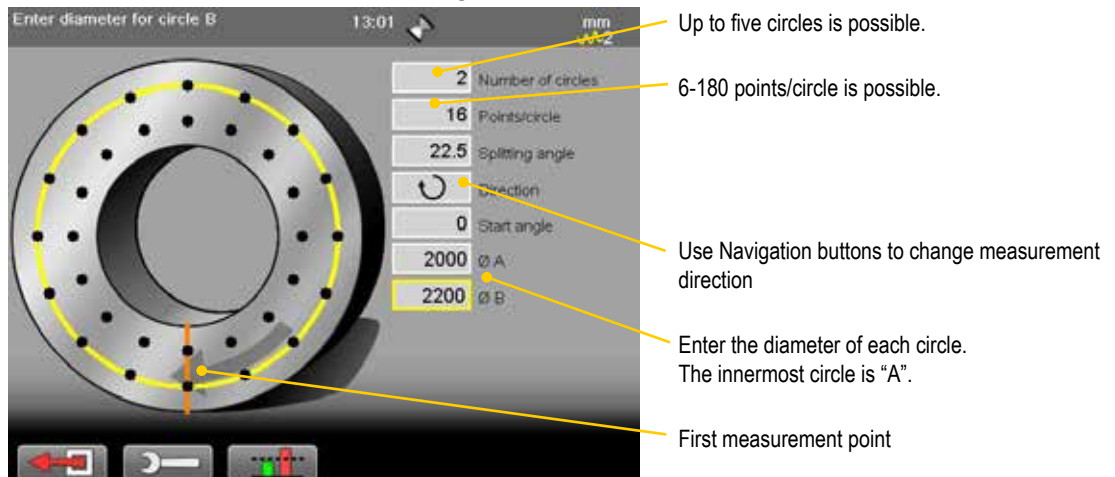 Enter diameter for circle B
13:01
mm
2
2 Number of circles
16 Points/circle
22.5 Splitting angle
Direction
0 Start angle
2000 Ø A
2200 Ø B
Up to five circles is possible.
6-180 points/circle is possible.
Use Navigation buttons to change measurement
direction
Enter the diameter of each circle.
The innermost circle is “A”.
First measurement point